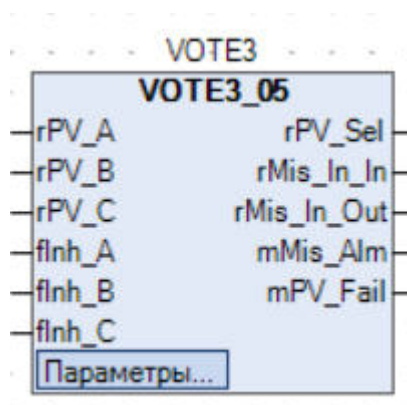 VOTE3
VOTE3_05
rPV_A rPV_Sel
rPV_B rMis_In_In
rPV_C rMis_In_Out
fInh_A mMis_Alm
fInh_B mPV_Fail
fInh_C
Параметры...